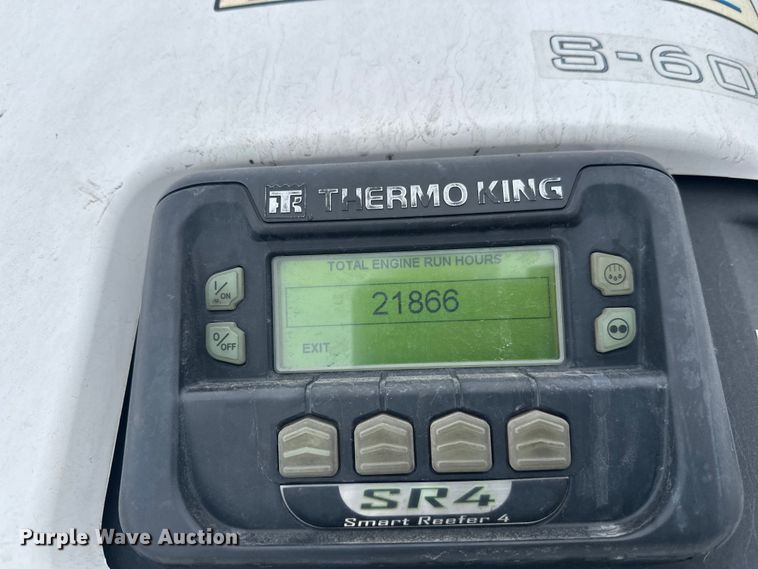 S-60
THERMO KING
TOTAL ENGINE RUN HOURS
21866
EXIT
I/ON
O/OFF
SR4
Smart Reefer 4
Purple Wave Auction